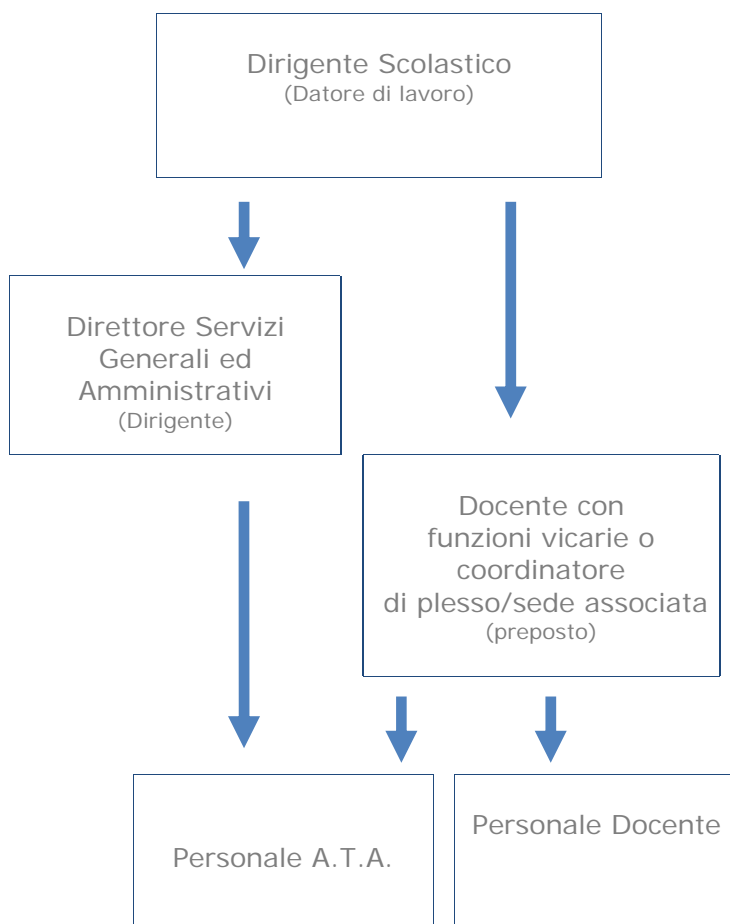 Dirigente Scolastico
(Datore di lavoro)
Direttore Servizi
Generali ed
Amministrativi
(Dirigente)
Docente con
funzioni vicarie o
coordinatore
di plesso/sede associata
(preposto)
Personale A.T.A.
Personale Docente